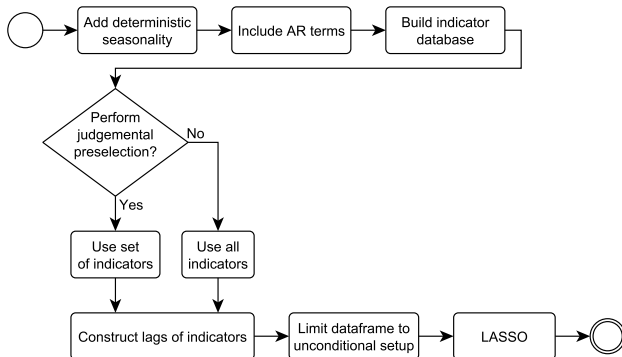 Add deterministic
seasonality
Include AR terms
Build indicator
database
Perform
judgemental
preselection?
No
Yes
Use set
of indicators
Use all
indicators
Construct lags of indicators
Limit dataframe to
unconditional setup
LASSO